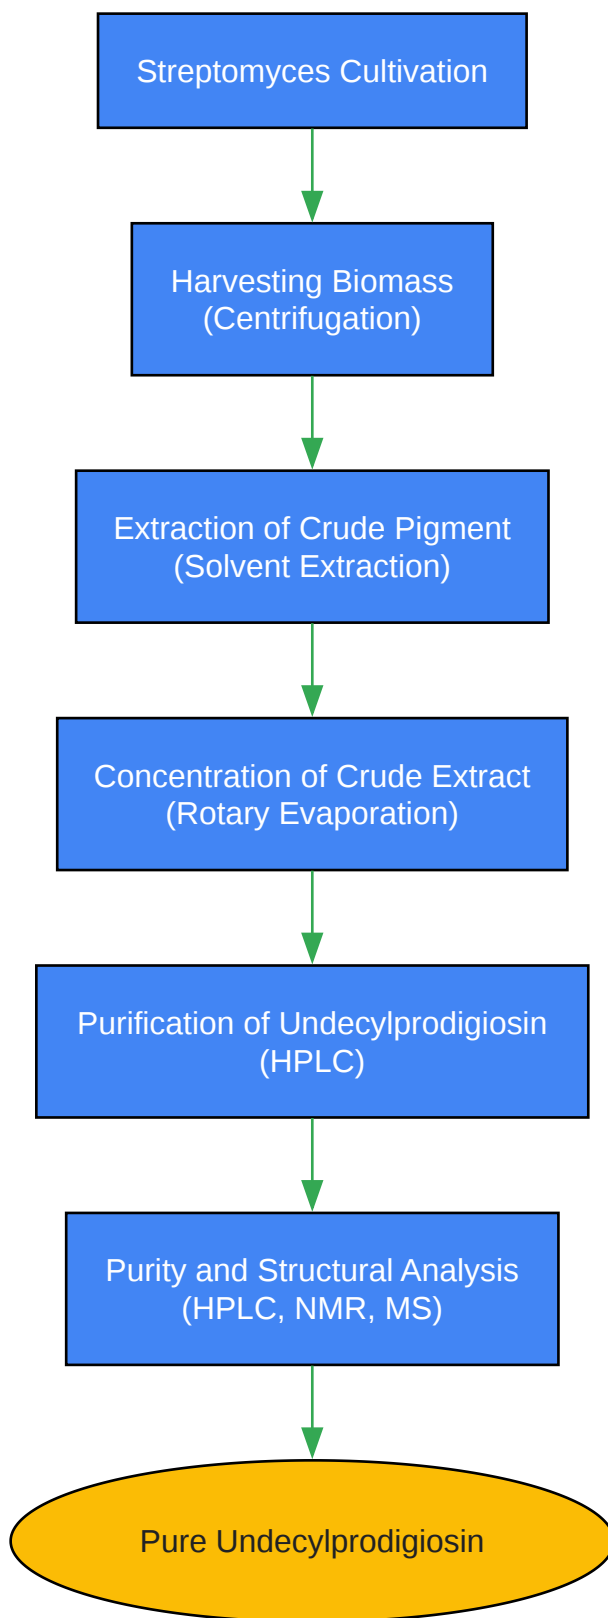 Streptomyces Cultivation
Harvesting Biomass
(Centrifugation)
Extraction of Crude Pigment
(Solvent Extraction)
Concentration of Crude Extract
(Rotary Evaporation)
Purification of Undecylprodigiosin
(HPLC)
Purity and Structural Analysis
(HPLC, NMR, MS)
Pure Undecylprodigiosin